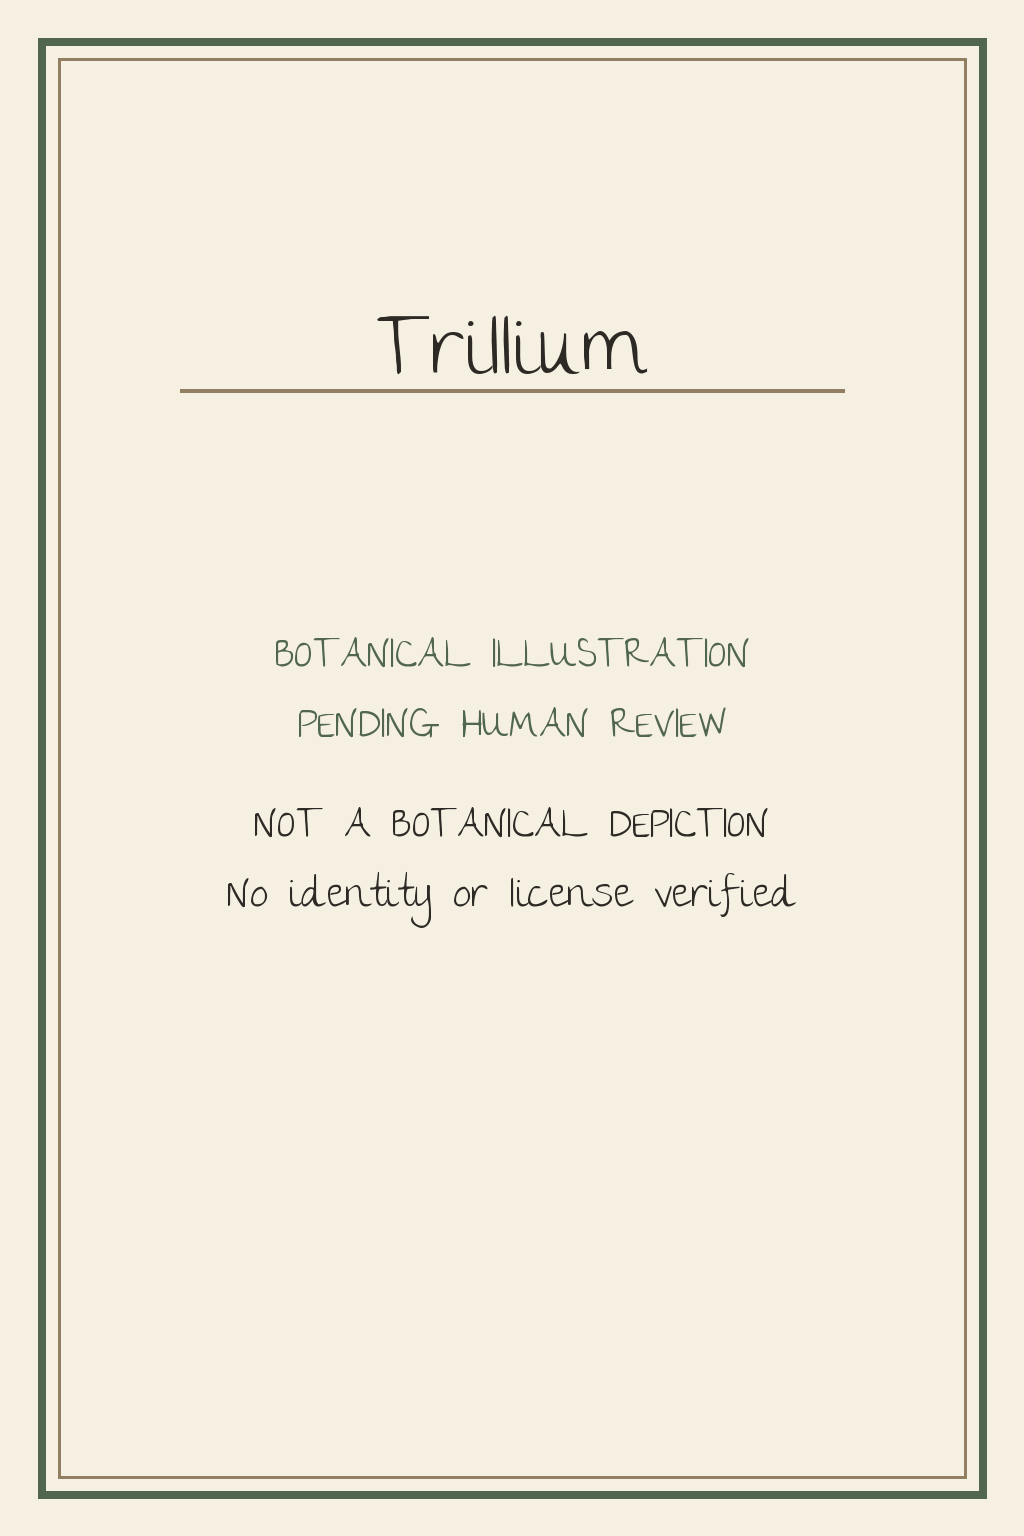 Trillium
BOTANICAL ILLUSTRATION
PENDING HUMAN REVIEW
NOT A BOTANICAL DEPICTION
No identity or license verified